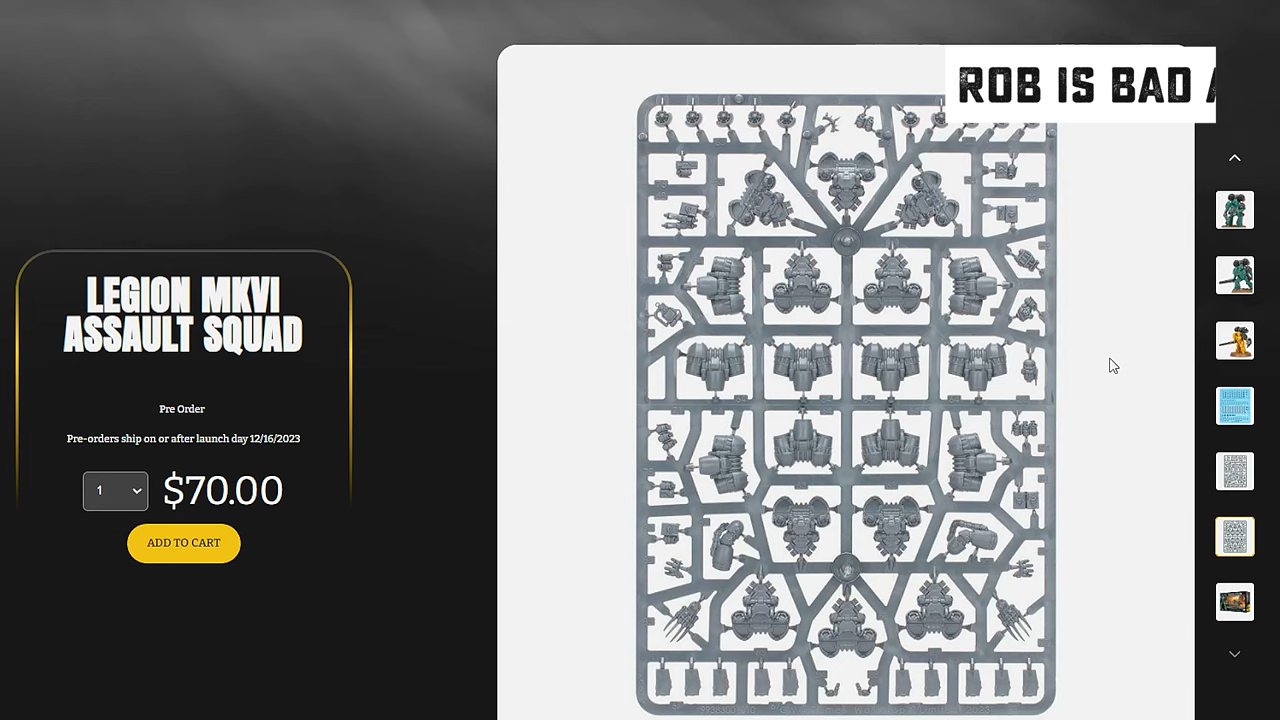 ROB IS BAD
LEGION MKVI
ASSAULT SQUAD
Pre Order
Pre-orders ship on or after launch day 12/16/2023
1
$70.00
ADD TO CART